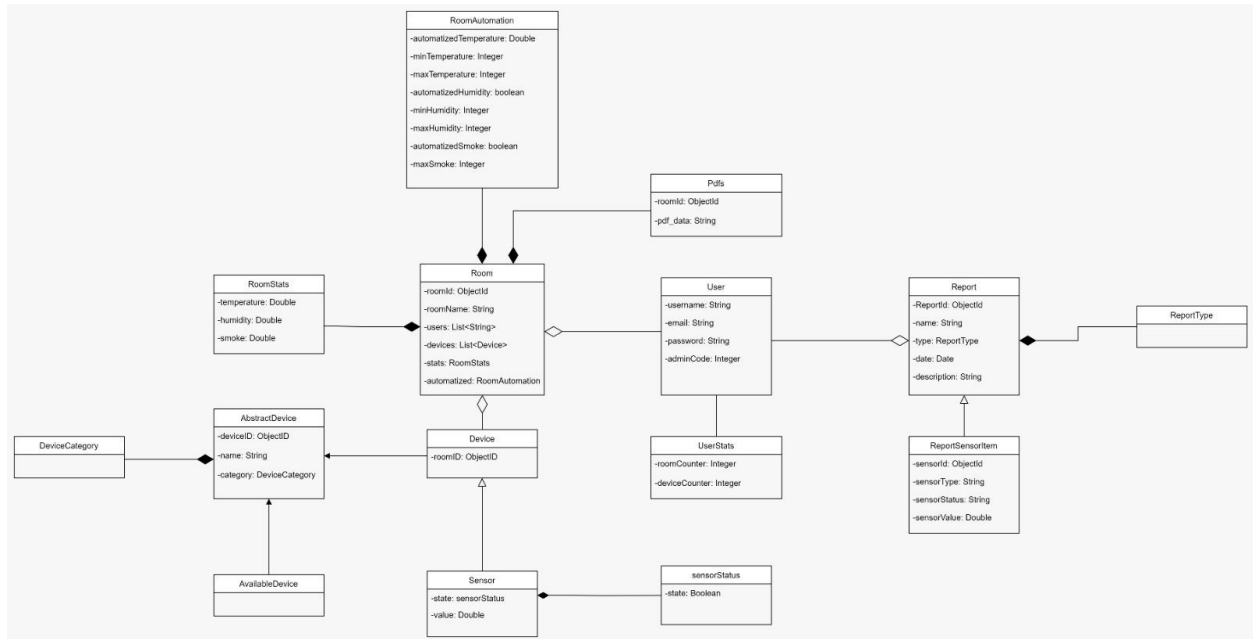 RoomAutomation
-automatizedTemperature: Double
-minTemperature: Integer
-maxTemperature: Integer
-automatizedHumidity: boolean
-minHumidity: Integer
-maxHumidity: Integer
-automatizedSmoke: boolean
-maxSmoke: Integer
Pdfs
-roomId: ObjectId
-pdf_data: String
RoomStats
-temperature: Double
-humidity: Double
-smoke: Double
Room
-roomId: ObjectId
-roomName: String
-users: List<String>
-devices: List<Device>
-stats: RoomStats
-automatized: RoomAutomation
User
-username: String
-email: String
-password: String
-adminCode: Integer
Report
-ReportId: ObjectId
-name: String
-type: ReportType
-date: Date
-description: String
ReportType
DeviceCategory
AbstractDevice
-deviceID: ObjectID
-name: String
-category: DeviceCategory
Device
-roomID: ObjectID
UserStats
-roomCounter: Integer
-deviceCounter: Integer
ReportSensorItem
-sensorId: ObjectId
-sensorType: String
-sensorStatus: String
-sensorValue: Double
AvailableDevice
Sensor
-state: sensorStatus
-value: Double
sensorStatus
-state: Boolean